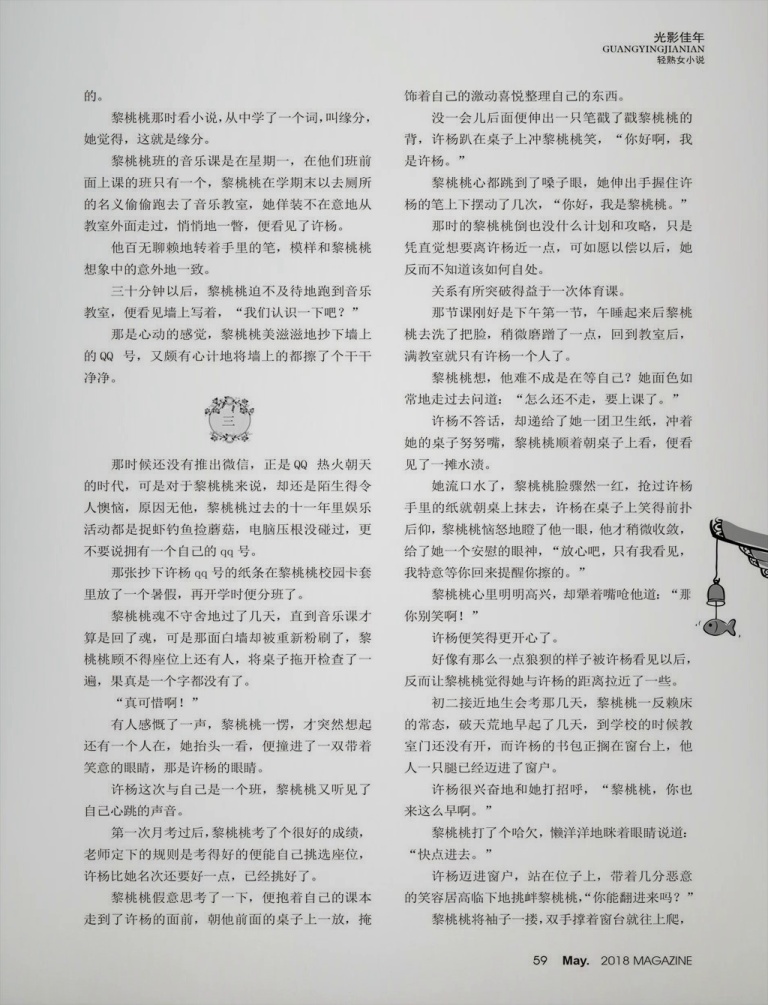 光影佳年
GUANGYINGJIANIAN
轻熟女小说
的。
黎桃桃那时看小说，从中学了一个词，叫缘分，
她觉得，这就是缘分。
黎桃桃班的音乐课是在星期一，在他们班前
面上课的班只有一个，黎桃桃在学期末以去厕所
的名义偷偷跑去了音乐教室，她佯装不在意地从
教室外面走过，悄悄地一瞥，便看见了许杨。
他百无聊赖地转着手里的笔，模样和黎桃桃
想象中的意外地一致。
三十分钟以后，黎桃桃迫不及待地跑到音乐
教室，便看见墙上写着，“我们认识一下吧？”
那是心动的感觉，黎桃桃美滋滋地抄下墙上
的QQ 号，又颇有心计地将墙上的都擦了个干干
净净。
三
那时候还没有推出微信，正是QQ 热火朝天
的时代，可是对于黎桃桃来说，却还是陌生得令
人懊恼，原因无他，黎桃桃过去的十一年里娱乐
活动都是捉虾钓鱼捡蘑菇，电脑压根没碰过，更
不要说拥有一个自己的qq 号。
那张抄下许杨qq 号的纸条在黎桃桃校园卡套
里放了一个暑假，再开学时便分班了。
黎桃桃魂不守舍地过了几天，直到音乐课才
算是回了魂，可是那面白墙却被重新粉刷了，黎
桃桃顾不得座位上还有人，将桌子拖开检查了一
遍，果真是一个字都没有了。
“真可惜啊！”
有人感慨了一声，黎桃桃一愣，才突然想起
还有一个人在，她抬头一看，便撞进了一双带着
笑意的眼睛，那是许杨的眼睛。
许杨这次与自己是一个班，黎桃桃又听见了
自己心跳的声音。
第一次月考过后，黎桃桃考了个很好的成绩，
老师定下的规则是考得好的便能自己挑选座位，
许杨比她名次还要好一点，已经挑好了。
黎桃桃假意思考了一下，便抱着自己的课本
走到了许杨的面前，朝他前面的桌子上一放，掩
饰着自己的激动喜悦整理自己的东西。
没一会儿后面便伸出一只笔戳了戳黎桃桃的
背，许杨趴在桌子上冲黎桃桃笑，“你好啊，我
是许杨。”
黎桃桃心都跳到了嗓子眼，她伸出手握住许
杨的笔上下摆动了几次，“你好，我是黎桃桃。”
那时的黎桃桃倒也没什么计划和攻略，只是
凭直觉想要离许杨近一点，可如愿以偿以后，她
反而不知道该如何自处。
关系有所突破得益于一次体育课。
那节课刚好是下午第一节，午睡起来后黎桃
桃去洗了把脸，稍微磨蹭了一点，回到教室后，
满教室就只有许杨一个人了。
黎桃桃想，他难不成是在等自己？她面色如
常地走过去问道：“怎么还不走，要上课了。”
许杨不答话，却递给了她一团卫生纸，冲着
她的桌子努努嘴，黎桃桃顺着朝桌子上看，便看
见了一摊水渍。
她流口水了，黎桃桃脸骤然一红，抢过许杨
手里的纸就朝桌上抹去，许杨在桌子上笑得前扑
后仰，黎桃桃恼怒地瞪了他一眼，他才稍微收敛，
给了她一个安慰的眼神，“放心吧，只有我看见，
我特意等你回来提醒你擦的。”
黎桃桃心里明明高兴，却犟着嘴呛他道：“那
你别笑啊！”
许杨便笑得更开心了。
好像有那么一点狼狈的样子被许杨看见以后，
反而让黎桃桃觉得她与许杨的距离拉近了一些。
初二接近地生会考那几天，黎桃桃一反赖床
的常态，破天荒地早起了几天，到学校的时候教
室门还没有开，而许杨的书包正搁在窗台上，他
人一只腿已经迈进了窗户。
许杨很兴奋地和她打招呼，“黎桃桃，你也
来这么早啊。”
黎桃桃打了个哈欠，懒洋洋地眯着眼睛说道：
“快点进去。”
许杨迈进窗户，站在位子上，带着几分恶意
的笑容居高临下地挑衅黎桃桃，“你能翻进来吗？”
黎桃桃将袖子一搂，双手撑着窗台就往上爬，
59 May. 2018 MAGAZINE